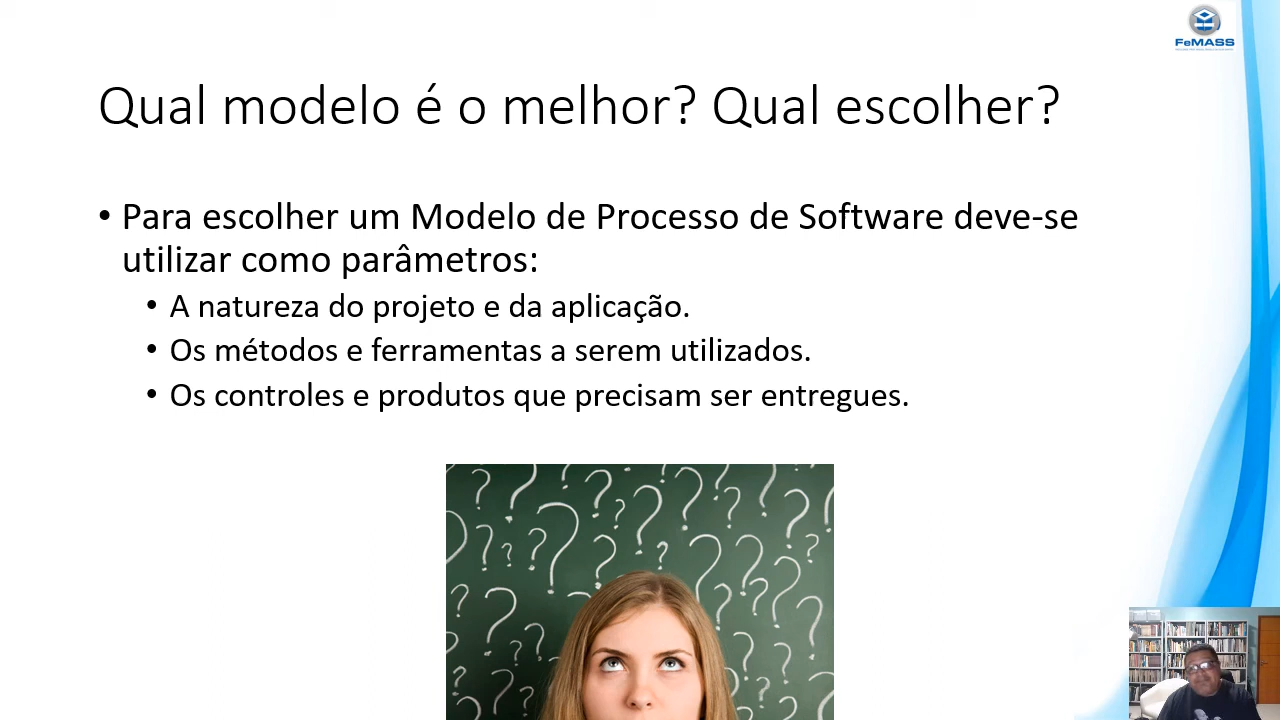 FeMASS
Qual modelo é o melhor? Qual escolher?
• Para escolher um Modelo de Processo de Software deve-se
utilizar como parâmetros:
• A natureza do projeto e da aplicação.
• Os métodos e ferramentas a serem utilizados.
• Os controles e produtos que precisam ser entregues.